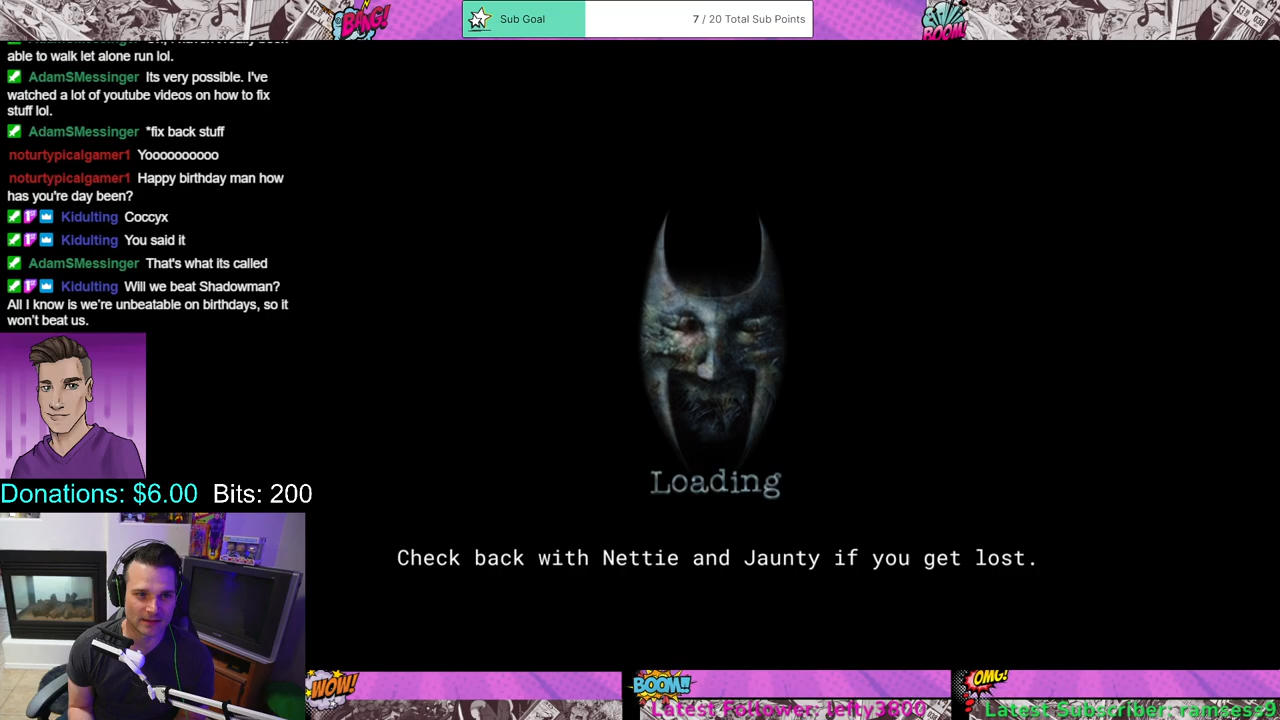 BANG!
Sub Goal
7 / 20 Total Sub Points
BOOM!
able to walk let alone run lol.
AdamSMessinger Its very possible. I've
watched a lot of youtube videos on how to fix
stuff lol.
AdamSMessinger *fix back stuff
noturtypicalgamer1 Yoooooooooo
noturtypicalgamer1 Happy birthday man how
has you're day been?
Kidulting Coccyx
Kidulting You said it
AdamSMessinger That's what its called
Kidulting Will we beat Shadowman?
All I know is we're unbeatable on birthdays, so it
won't beat us.
Donations: $6.00 Bits: 200
Loading
Check back with Nettie and Jaunty if you get lost.
WOW!
BOOM!!
OMG!
Latest Follower: lefty3800
Latest Subscriber: ramsess9